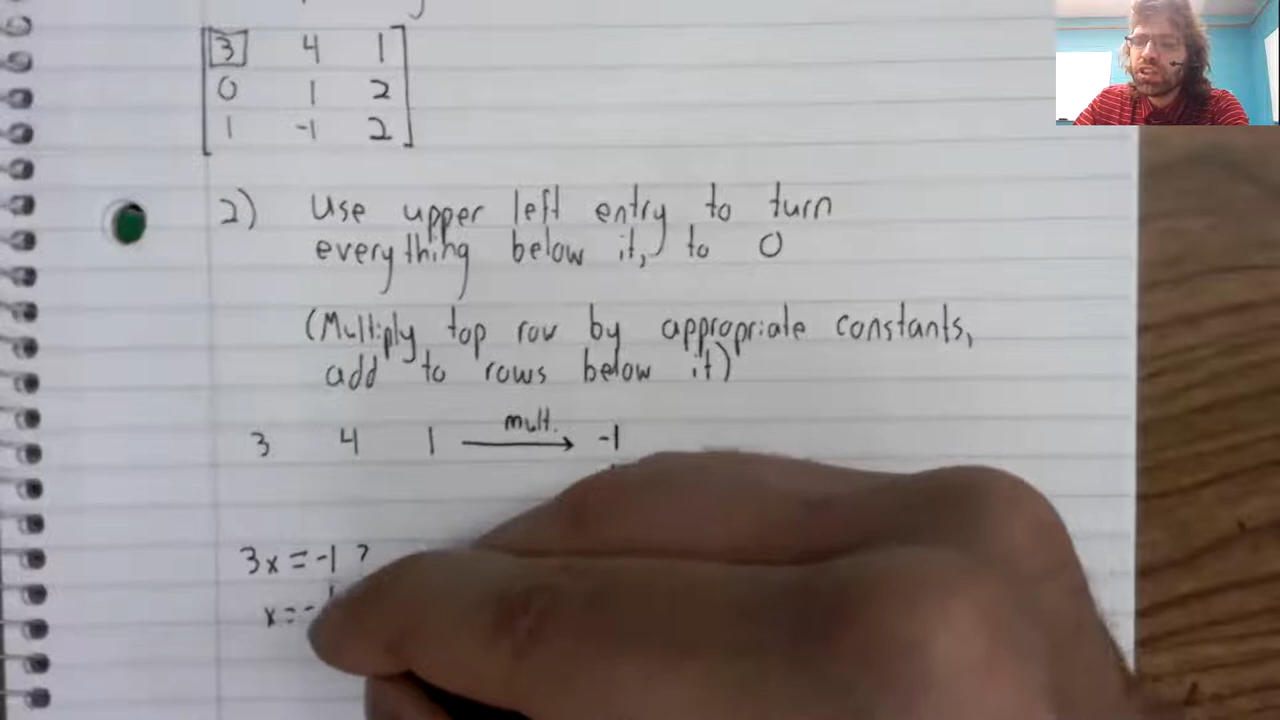 3 4 1
0 1 2
1 -1 2
2) Use upper left entry to turn
everything below it, to 0
(Multiply top row by appropriate constants,
add to rows below it)
mult.
3 4 1 → -1
3x = -1 ?
x = -